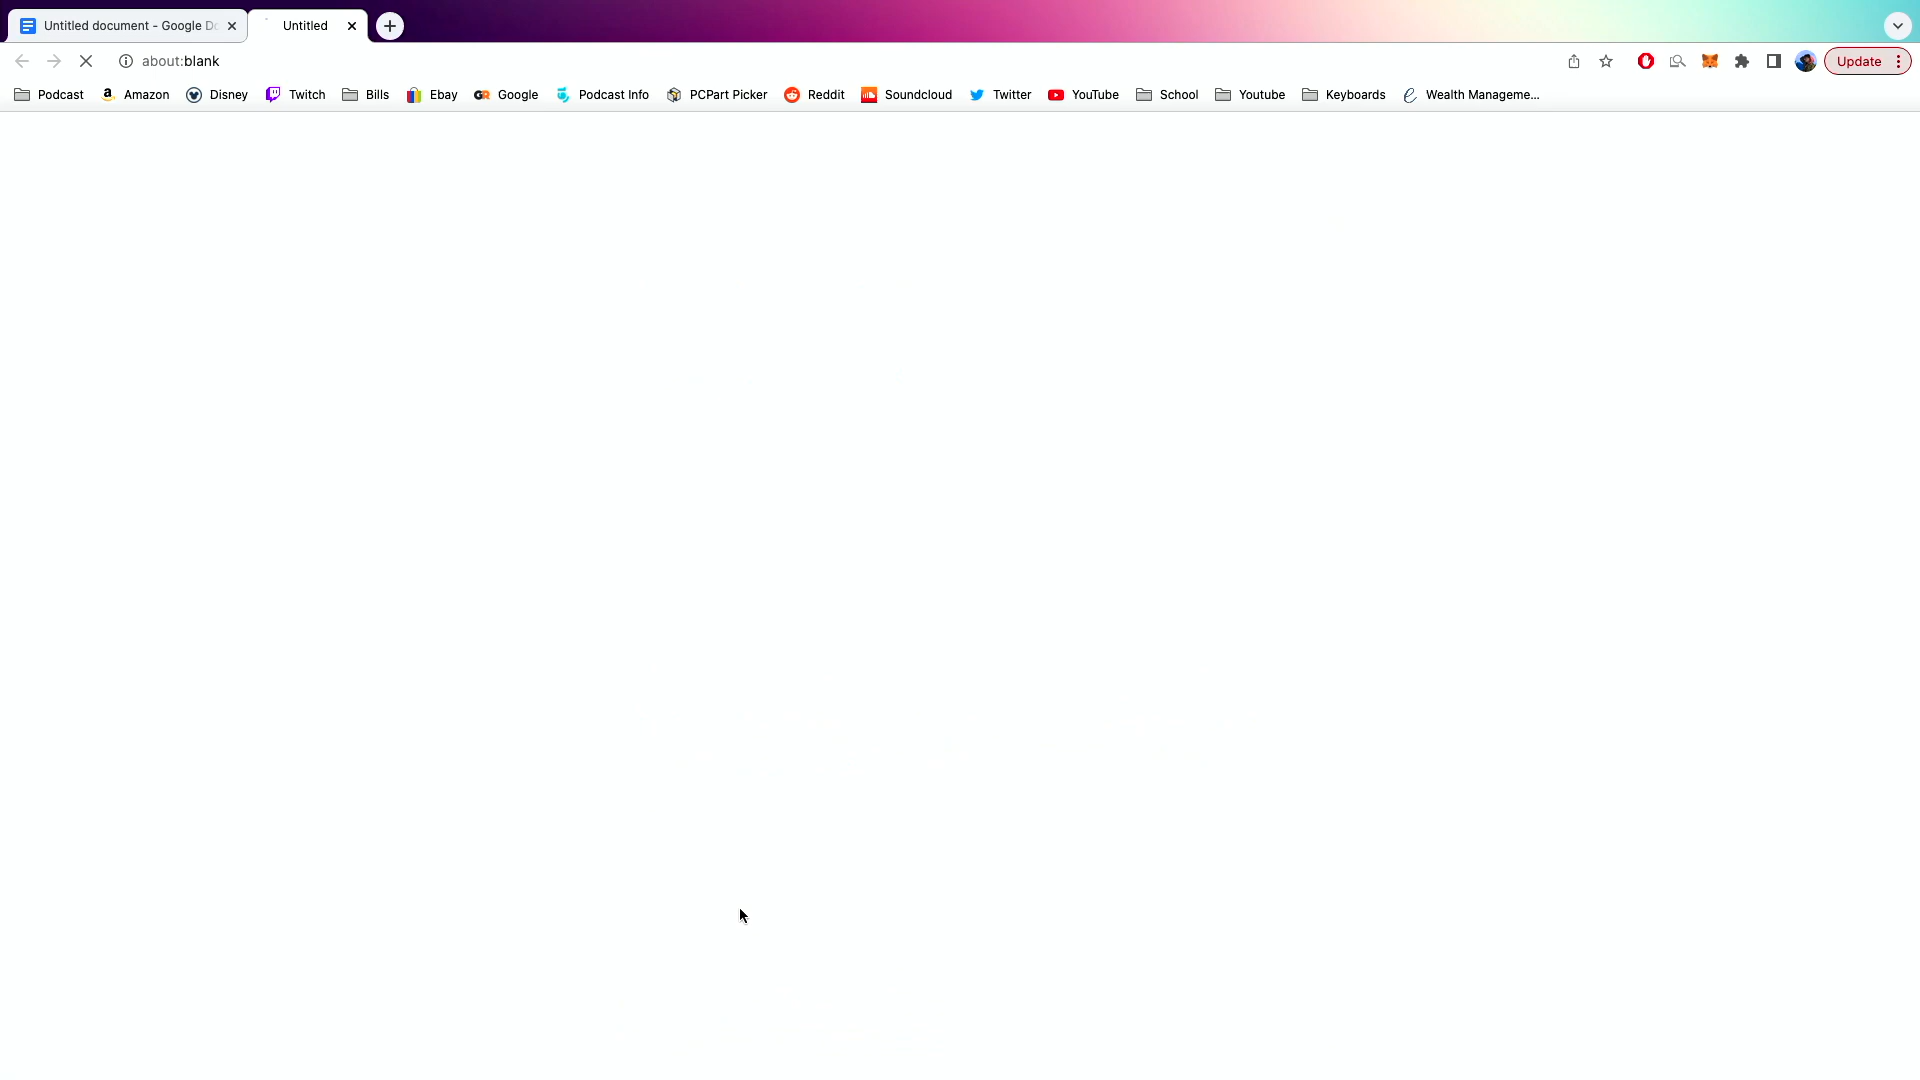 Untitled document - Google Do
Untitled
about:blank
Update
Podcast
Amazon
Disney
Twitch
Bills
Ebay
Google
Podcast Info
PCPart Picker
Reddit
Soundcloud
Twitter
YouTube
School
Youtube
Keyboards
Wealth Manageme...